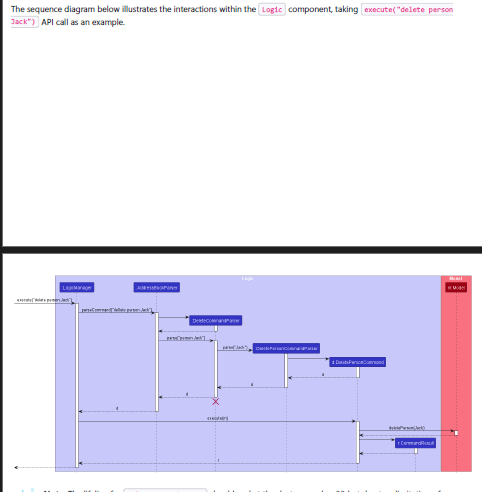 The sequence diagram below illustrates the interactions within the Logic component, taking execute("delete person
Jack") API call as an example.
Logic
Model
:LogicManager
:AddressBookParser
m:Model
execute("delete person Jack")
parseCommand("delete person Jack")
:DeleteCommandParser
parse("person Jack")
parse("Jack")
:DeletePersonCommandParser
d:DeletePersonCommand
d
d
d
d
execute(m)
deletePerson(Jack)
r:CommandResult
r